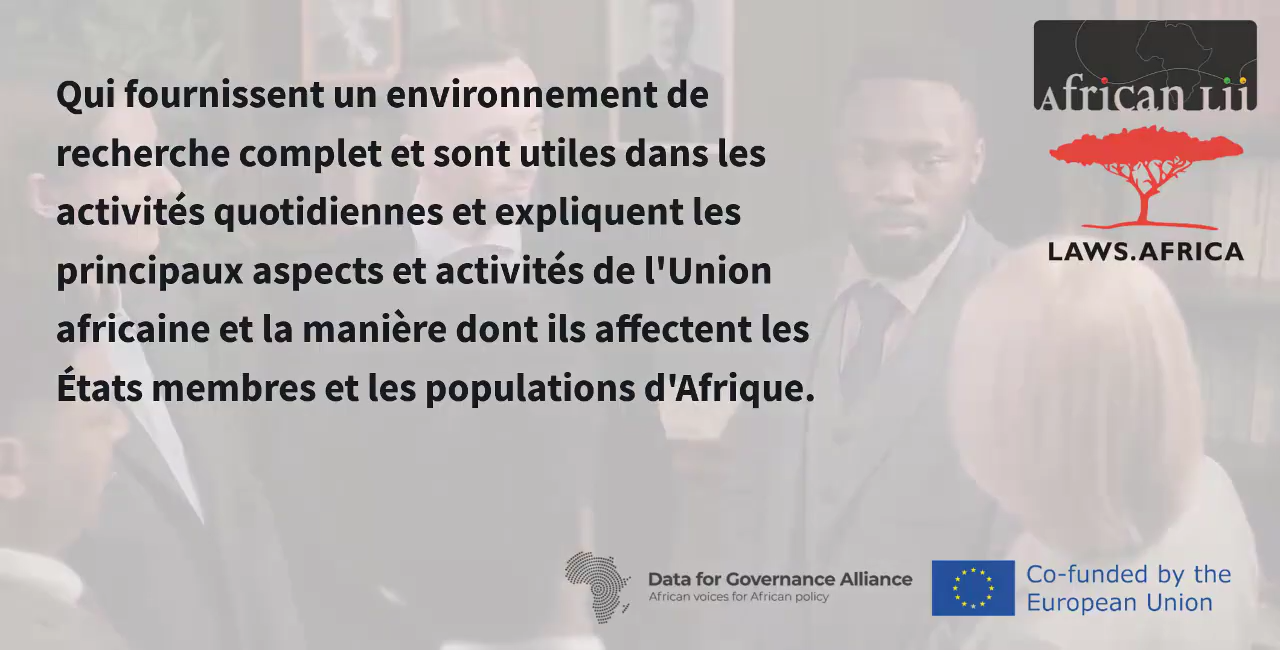 Qui fournissent un environnement de
recherche complet et sont utiles dans les
activités quotidiennes et expliquent les
principaux aspects et activités de l'Union
africaine et la manière dont ils affectent les
États membres et les populations d'Afrique.
African Lii
LAWS.AFRICA
Data for Governance Alliance
African voices for African policy
Co-funded by the
European Union